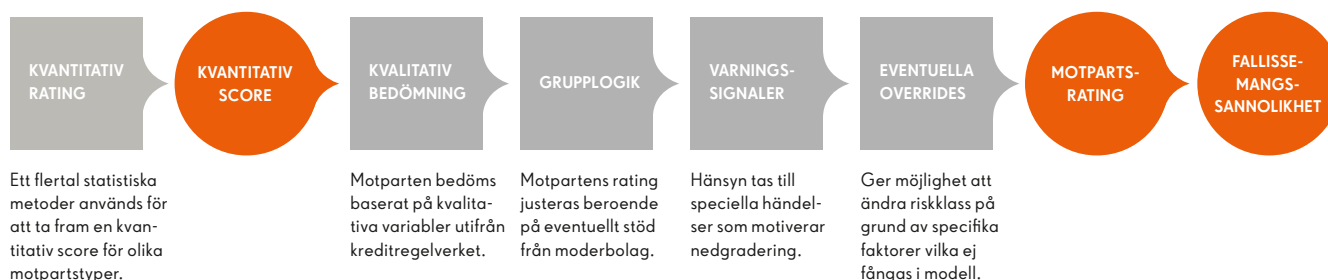 KVANTITATIV
RATING
KVANTITATIV
SCORE
KVALITATIV
BEDÖMNING
GRUPPLOGIK
VARNINGS-
SIGNALER
EVENTUELLA
OVERRIDES
MOTPARTS-
RATING
FALLISSE-
MANGS-
SANNOLIKHET
Ett flertal statistiska
metoder används för
att ta fram en kvan-
titativ score för olika
motpartstyper.
Motparten bedöms
baserat på kvalita-
tiva variabler utifrån
kreditregelverket.
Motpartens rating
justeras beroende
på eventuellt stöd
från moderbolag.
Hänsyn tas till
speciella händel-
ser som motiverar
nedgradering.
Ger möjlighet att
ändra riskklass på
grund av specifika
faktorer vilka ej
fångas i modell.